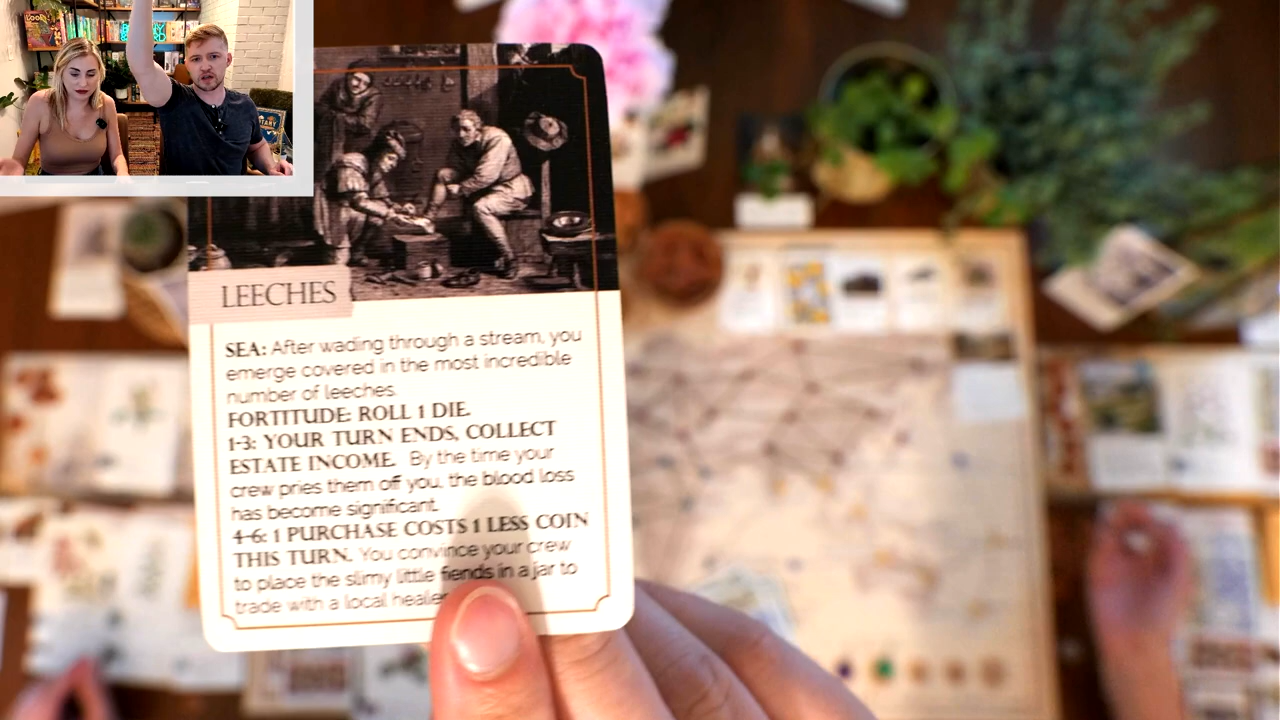 LEECHES
SEA: After wading through a stream, you
emerge covered in the most incredible
number of leeches.
FORTITUDE: ROLL 1 DIE.
1-3: YOUR TURN ENDS, COLLECT
ESTATE INCOME. By the time your
crew pries them off you, the blood loss
has become significant.
4-6: 1 PURCHASE COSTS 1 LESS COIN
THIS TURN. You convince your crew
to place the slimy little fiends in a jar to
trade with a local healer